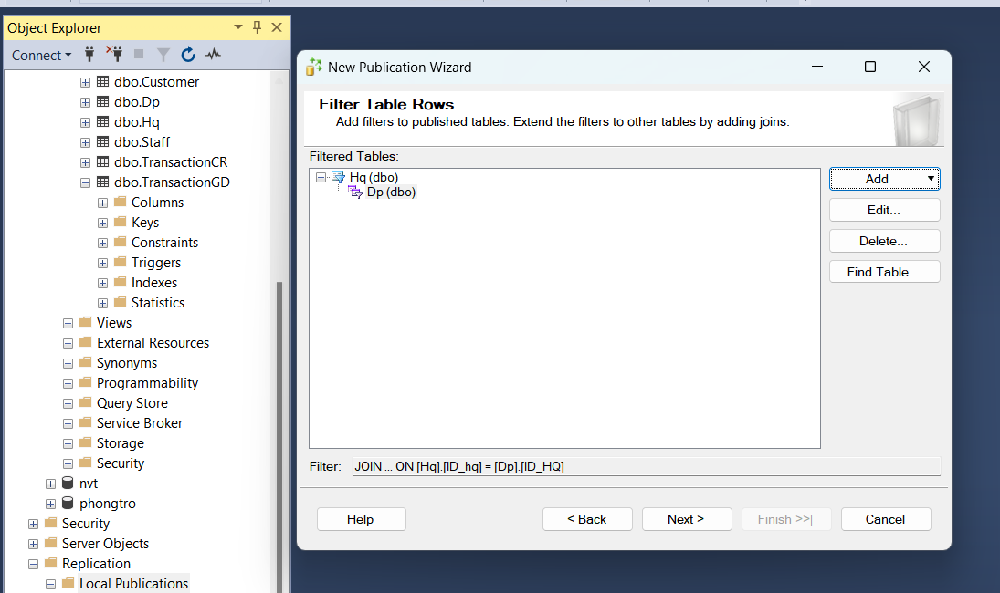 Object Explorer
Connect
dbo.Customer
dbo.Dp
dbo.Hq
dbo.Staff
dbo.TransactionCR
dbo.TransactionGD
Columns
Keys
Constraints
Triggers
Indexes
Statistics
Views
External Resources
Synonyms
Programmability
Query Store
Service Broker
Storage
Security
nvt
phongtro
Security
Server Objects
Replication
Local Publications
New Publication Wizard
Filter Table Rows
Add filters to published tables. Extend the filters to other tables by adding joins.
Filtered Tables:
Hq (dbo)
Dp (dbo)
Add
Edit...
Delete...
Find Table...
Filter: JOIN ... ON [Hq].[ID_hq] = [Dp].[ID_HQ]
Help < Back Next > Finish >>| Cancel